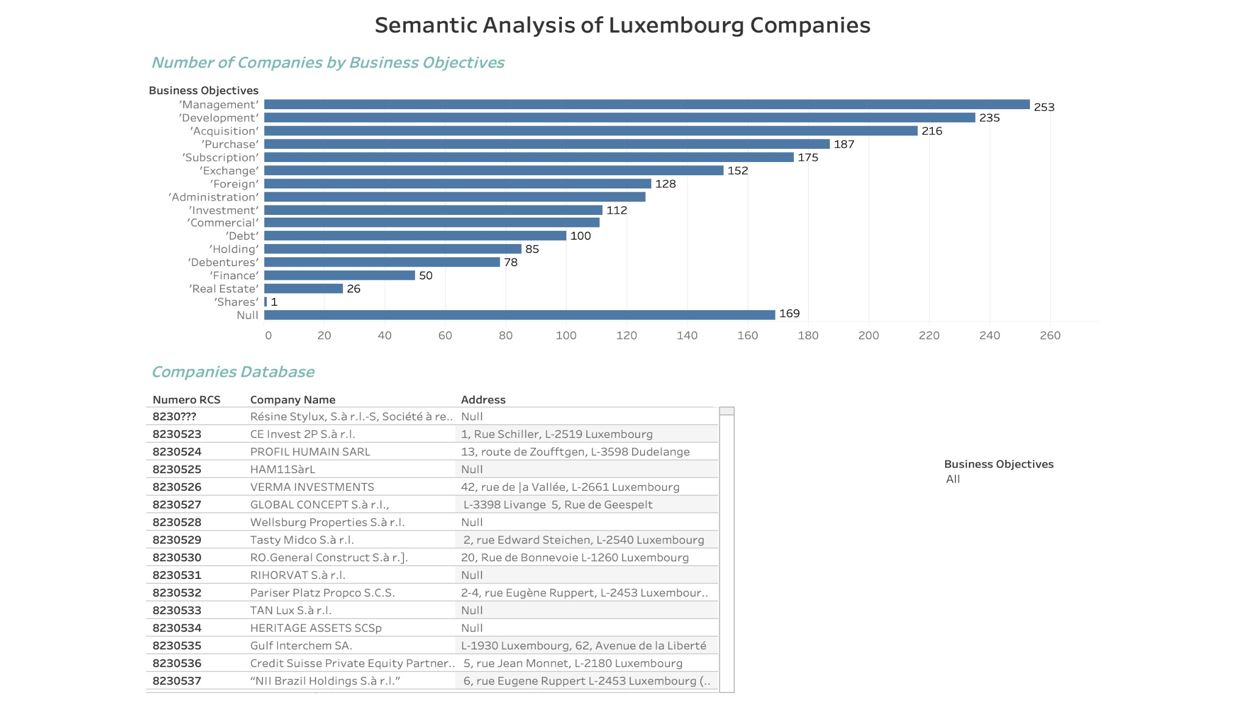 Semantic Analysis of Luxembourg Companies
Number of Companies by Business Objectives
Business Objectives
'Management' 253
'Development' 235
'Acquisition' 216
'Purchase' 187
'Subscription' 175
'Exchange' 152
'Foreign' 128
'Administration'
'Investment' 112
'Commercial'
'Debt' 100
'Holding' 85
'Debentures' 78
'Finance' 50
'Real Estate' 26
'Shares' 1
Null 169
0 20 40 60 80 100 120 140 160 180 200 220 240 260
Companies Database
Numero RCS Company Name Address
8230??? Résine Stylux, S.à r.l.-S, Société à re.. Null
8230523 CE Invest 2P S.à r.l. 1, Rue Schiller, L-2519 Luxembourg
8230524 PROFIL HUMAIN SARL 13, route de Zoufftgen, L-3598 Dudelange
8230525 HAM11SàrL Null
8230526 VERMA INVESTMENTS 42, rue de |a Vallée, L-2661 Luxembourg
8230527 GLOBAL CONCEPT S.à r.l., L-3398 Livange 5, Rue de Geespelt
8230528 Wellsburg Properties S.à r.l. Null
8230529 Tasty Midco S.à r.l. 2, rue Edward Steichen, L-2540 Luxembourg
8230530 RO.General Construct S.à r.]. 20, Rue de Bonnevoie L-1260 Luxembourg
8230531 RIHORVAT S.à r.l. Null
8230532 Pariser Platz Propco S.C.S. 2-4, rue Eugène Ruppert, L-2453 Luxembour..
8230533 TAN Lux S.à r.l. Null
8230534 HERITAGE ASSETS SCSp Null
8230535 Gulf Interchem SA. L-1930 Luxembourg, 62, Avenue de la Liberté
8230536 Credit Suisse Private Equity Partner.. 5, rue Jean Monnet, L-2180 Luxembourg
8230537 "NII Brazil Holdings S.à r.l." 6, rue Eugene Ruppert L-2453 Luxembourg (..
Business Objectives
All